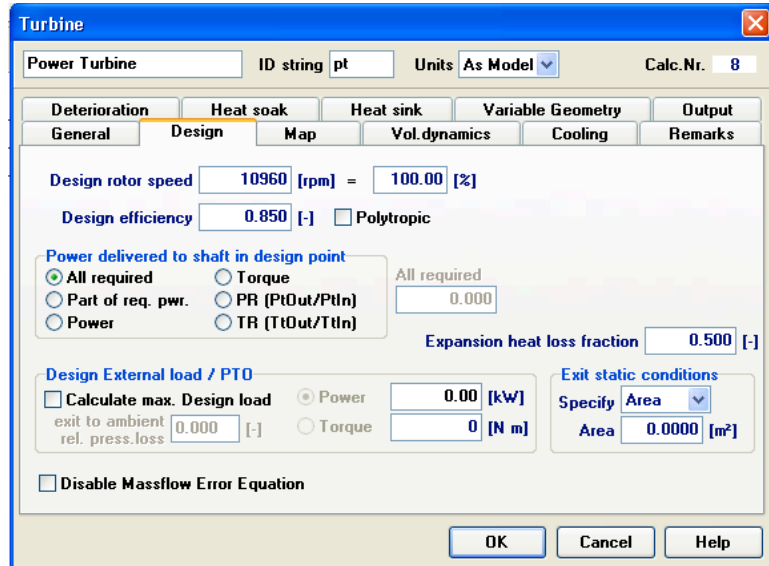 Turbine
Power Turbine ID string pt Units As Model Calc.Nr. 8
Deterioration Heat soak Heat sink Variable Geometry Output
General Design Map Vol.dynamics Cooling Remarks
Design rotor speed 10960 [rpm] = 100.00 [%]
Design efficiency 0.850 [-] Polytropic
Power delivered to shaft in design point
All required Torque All required
Part of req. pwr. PR (PtOut/PtIn) 0.000
Power TR (TtOut/TtIn)
Expansion heat loss fraction 0.500 [-]
Design External load / PTO Exit static conditions
Calculate max. Design load Power 0.00 [kW] Specify Area
exit to ambient
rel. press.loss 0.000 [-] Torque 0 [N m] Area 0.0000 [m²]
Disable Massflow Error Equation
OK Cancel Help